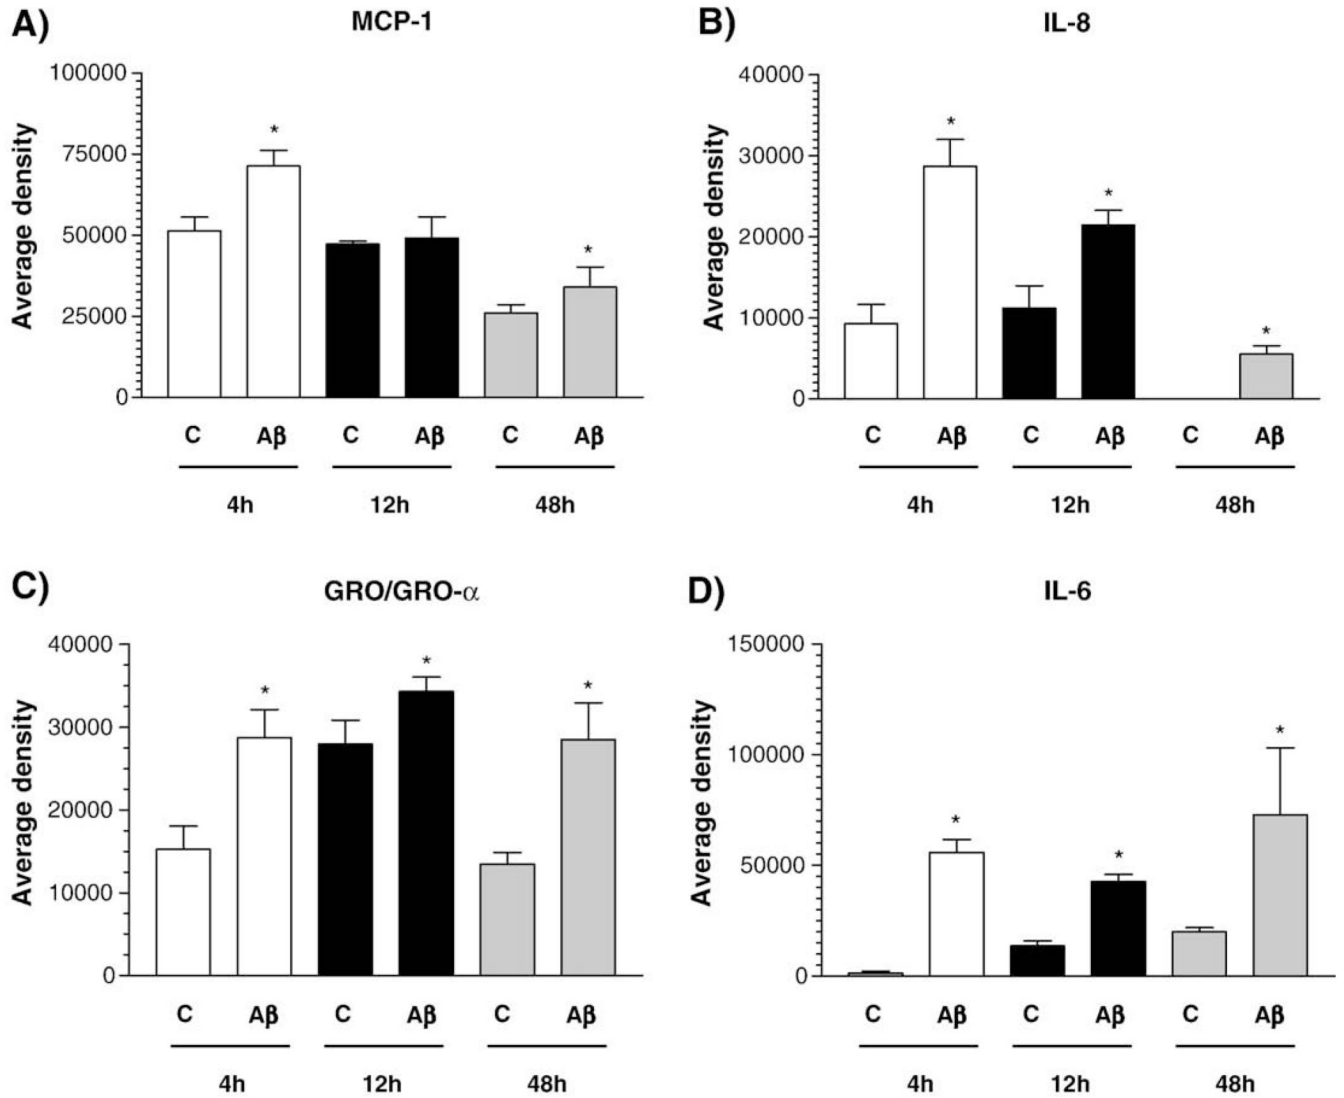 A) MCP-1
Average density
100000
75000
50000
25000
0
*
*
C Aβ C Aβ C Aβ
4h 12h 48h
B) IL-8
Average density
40000
30000
20000
10000
0
*
*
*
C Aβ C Aβ C Aβ
4h 12h 48h
C) GRO/GRO-α
Average density
40000
30000
20000
10000
0
*
*
*
C Aβ C Aβ C Aβ
4h 12h 48h
D) IL-6
Average density
150000
100000
50000
0
*
*
*
C Aβ C Aβ C Aβ
4h 12h 48h